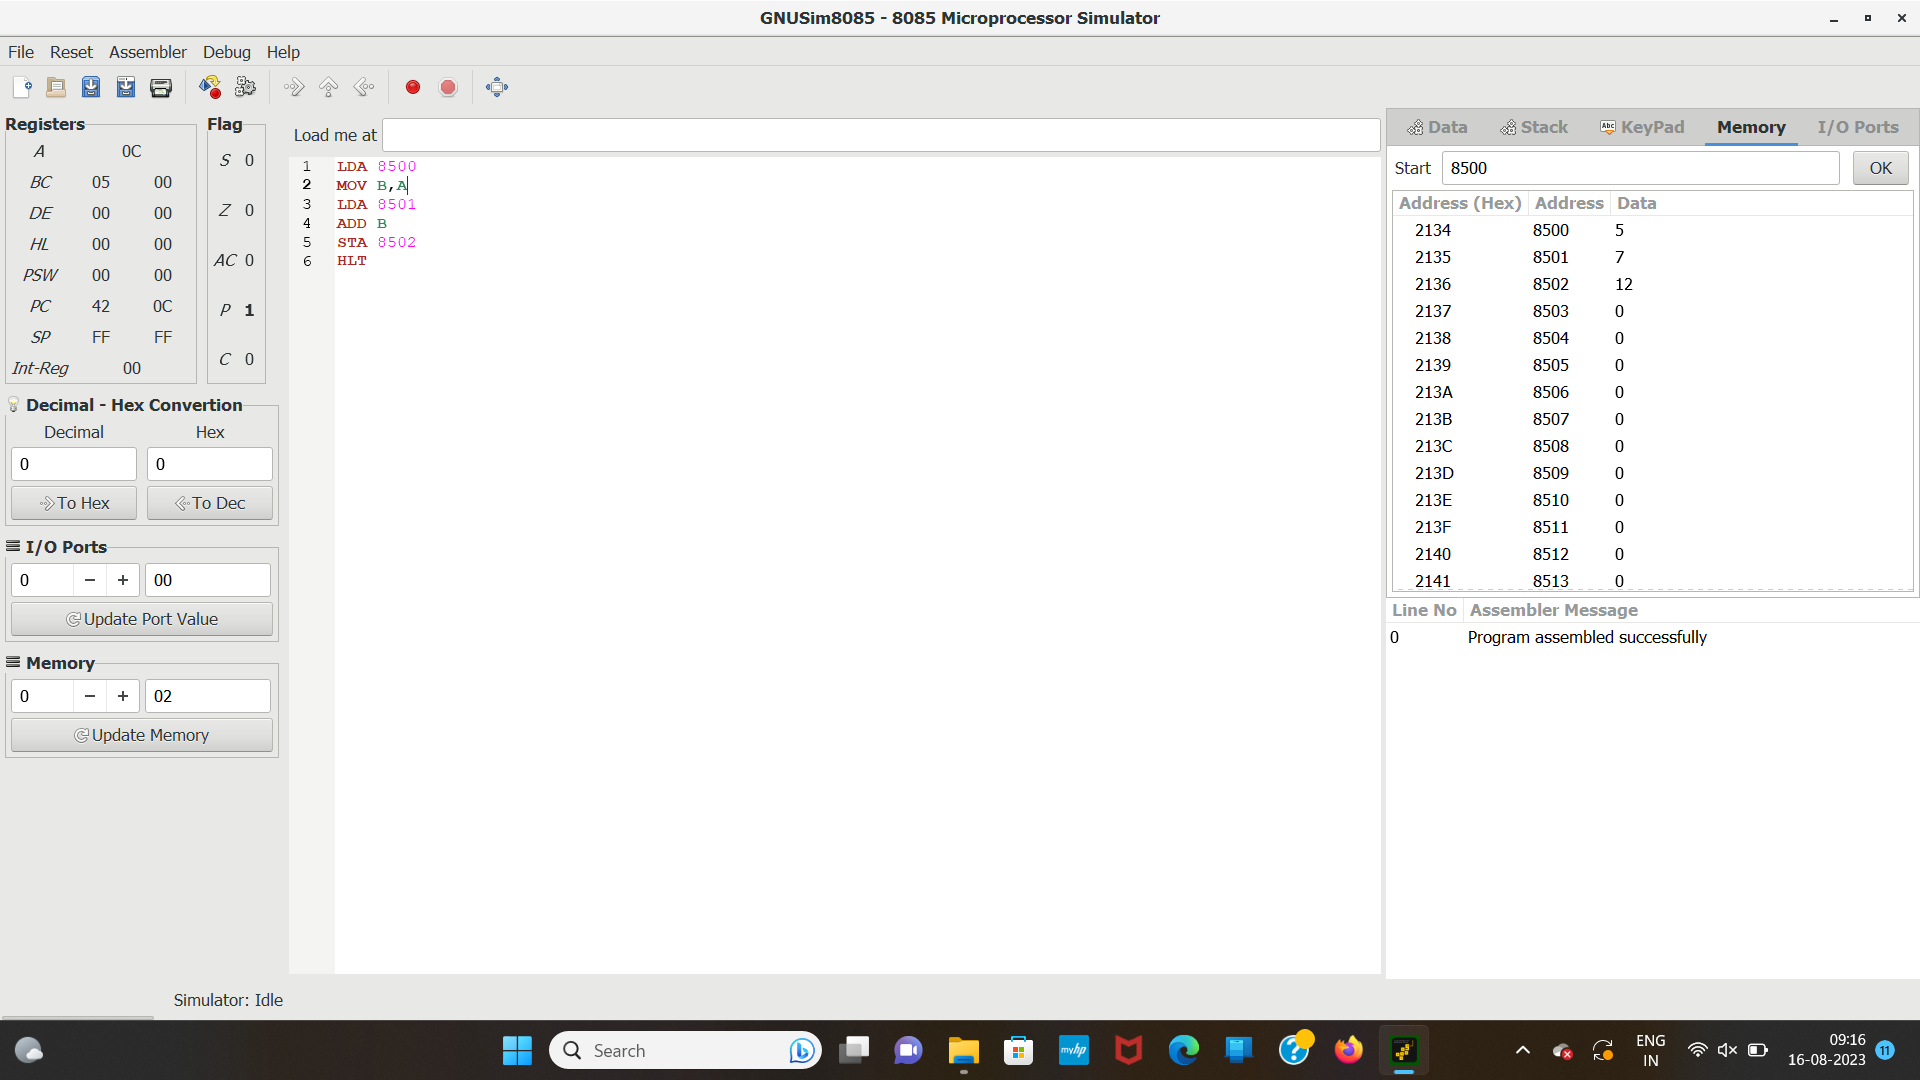 GNUSim8085 - 8085 Microprocessor Simulator
File Reset Assembler Debug Help
Registers
A 0C
BC 05 00
DE 00 00
HL 00 00
PSW 00 00
PC 42 0C
SP FF FF
Int-Reg 00
Flag
S 0
Z 0
AC 0
P 1
C 0
Decimal - Hex Convertion
Decimal Hex
0 0
To Hex To Dec
I/O Ports
0 − + 00
Update Port Value
Memory
0 − + 02
Update Memory
Load me at
1 LDA 8500
2 MOV B,A
3 LDA 8501
4 ADD B
5 STA 8502
6 HLT
Data Stack Abc KeyPad Memory I/O Ports
Start 8500 OK
Address (Hex) Address Data
2134 8500 5
2135 8501 7
2136 8502 12
2137 8503 0
2138 8504 0
2139 8505 0
213A 8506 0
213B 8507 0
213C 8508 0
213D 8509 0
213E 8510 0
213F 8511 0
2140 8512 0
2141 8513 0
Line No Assembler Message
0 Program assembled successfully
Simulator: Idle
Search
myhp
ENG
IN
09:16
16-08-2023
11